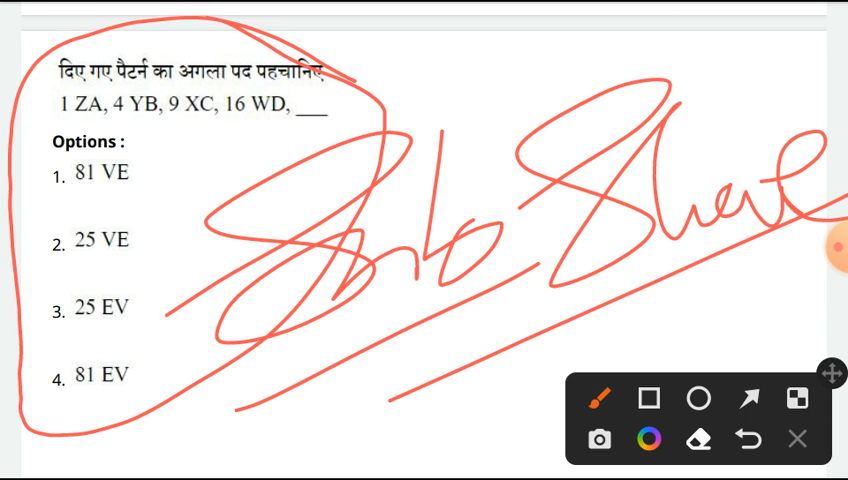 दिए गए पैटर्न का अगला पद पहचानिए
1 ZA, 4 YB, 9 XC, 16 WD, ___
Options :
1. 81 VE
2. 25 VE
3. 25 EV
4. 81 EV